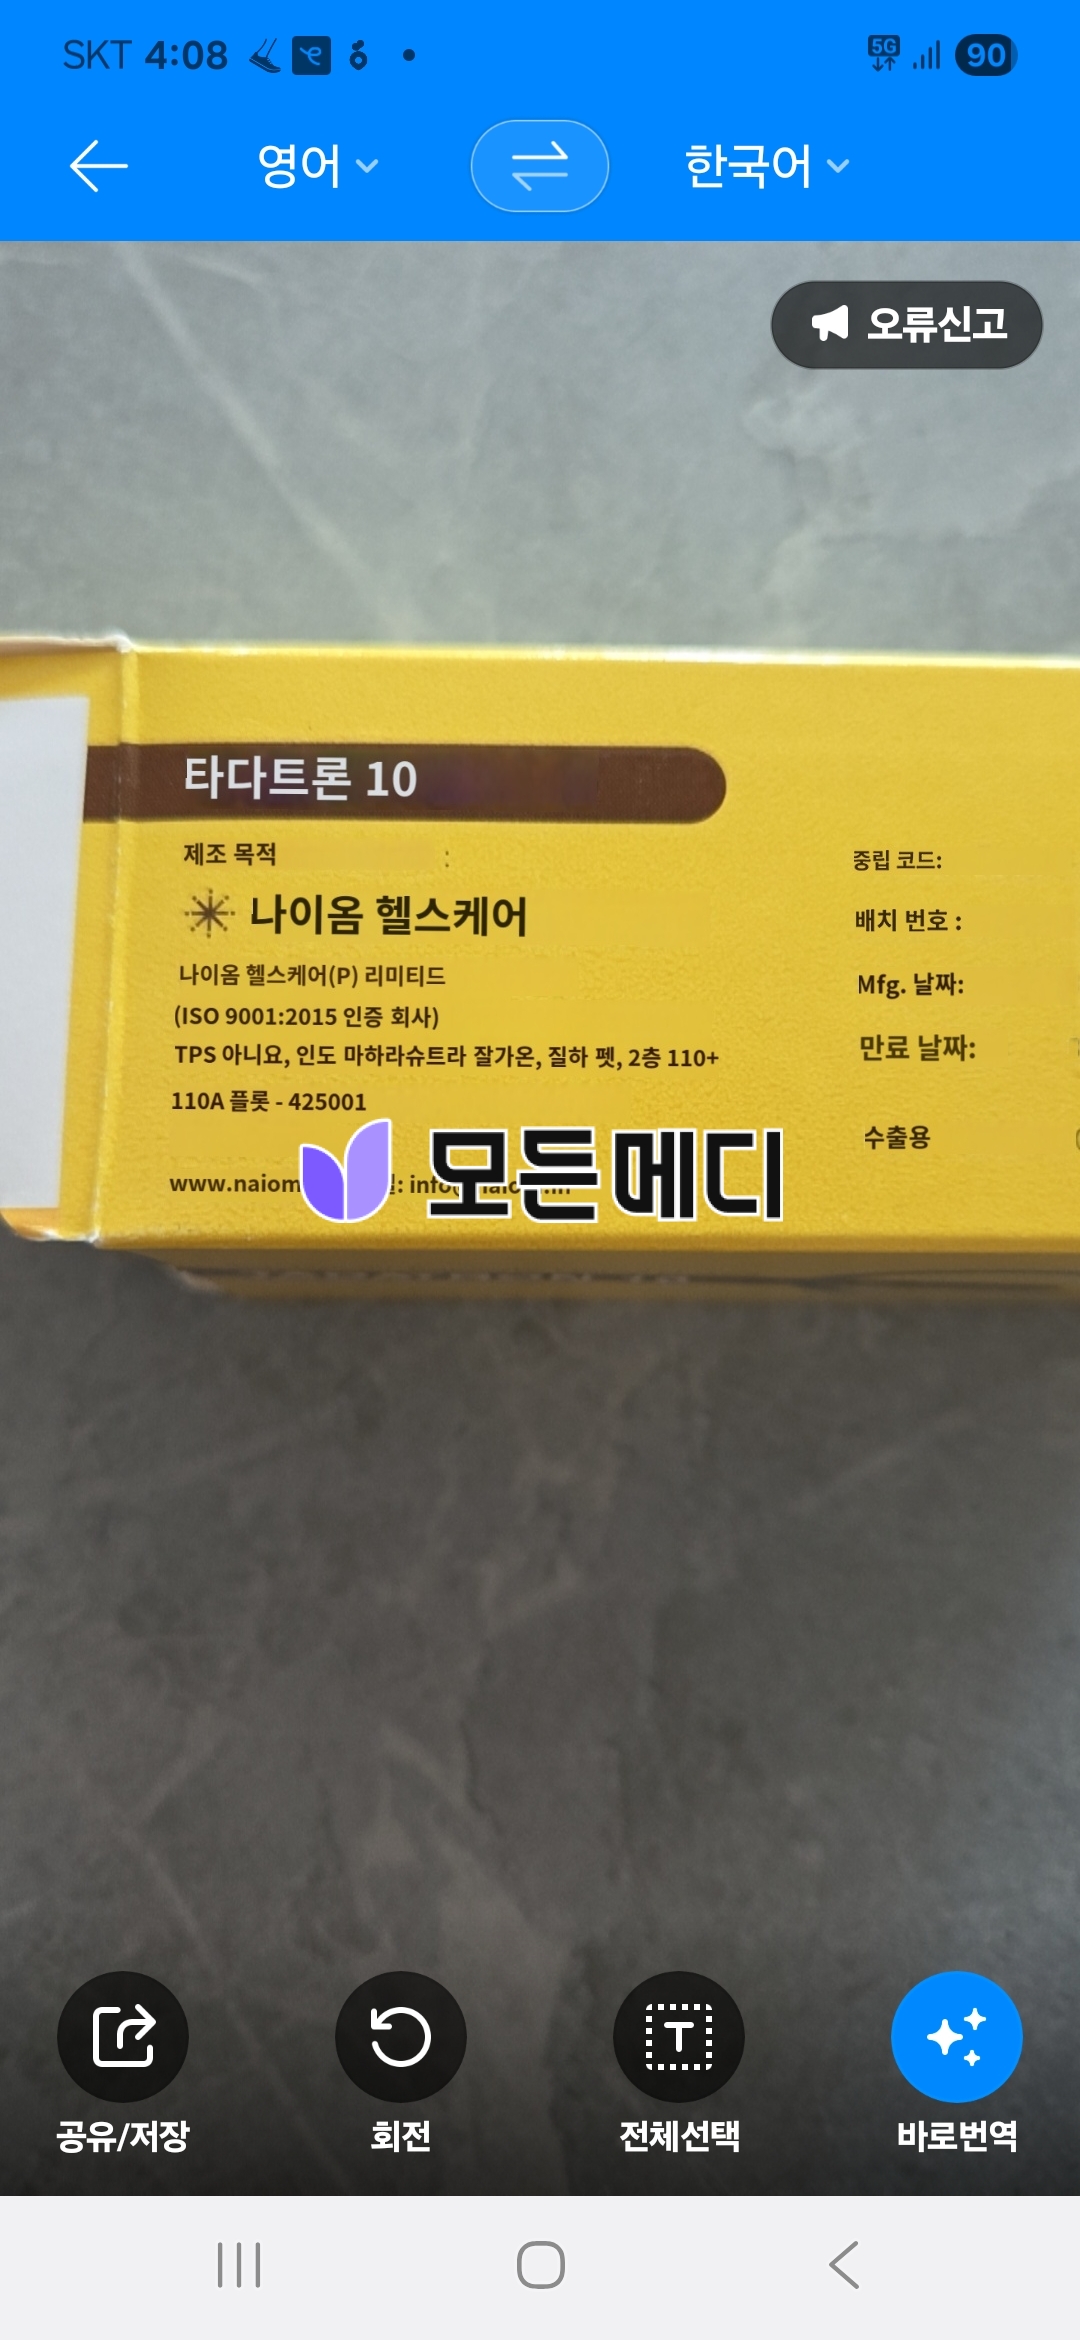 SKT 4:08
5G 90
영어
한국어
오류신고
타다트론 10
제조 목적 :
나이옴 헬스케어
나이옴 헬스케어(P) 리미티드
(ISO 9001:2015 인증 회사)
TPS 아니요, 인도 마하라슈트라 잘가온, 질하 펫, 2층 110+
110A 플롯 - 425001
www.naiom
모든메디
중립 코드:
배치 번호 :
Mfg. 날짜:
만료 날짜:
수출용
공유/저장
회전
T
전체선택
바로번역